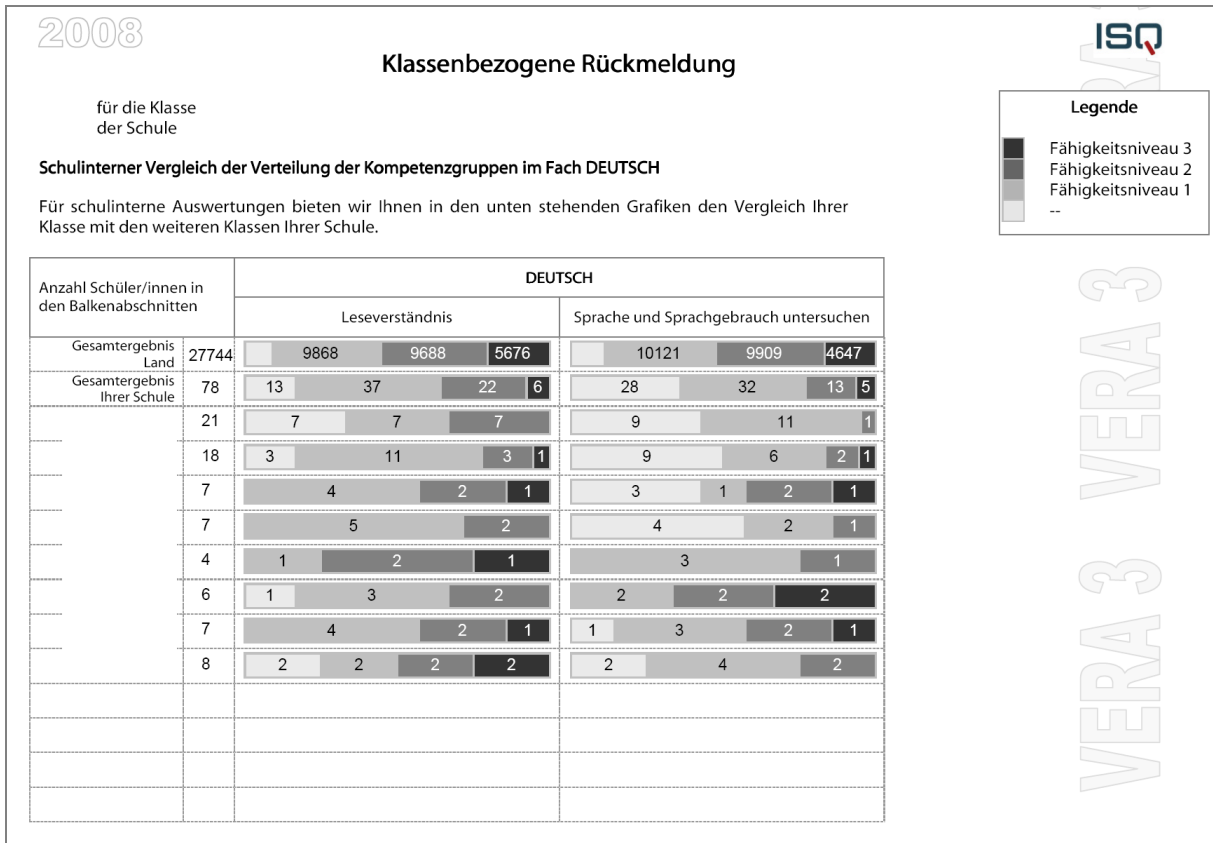 2008
ISQ
Klassenbezogene Rückmeldung
für die Klasse
der Schule
Legende
Fähigkeitsniveau 3
Fähigkeitsniveau 2
Fähigkeitsniveau 1
--
Schulinterner Vergleich der Verteilung der Kompetenzgruppen im Fach DEUTSCH
Für schulinterne Auswertungen bieten wir Ihnen in den unten stehenden Grafiken den Vergleich Ihrer
Klasse mit den weiteren Klassen Ihrer Schule.
Anzahl Schüler/innen in
den Balkenabschnitten
DEUTSCH
Leseverständnis
Sprache und Sprachgebrauch untersuchen
Gesamtergebnis
Land
27744 9868 9688 5676 10121 9909 4647
Gesamtergebnis
Ihrer Schule
78 13 37 22 6 28 32 13 5
21 7 7 7 9 11 1
18 3 11 3 1 9 6 2 1
7 4 2 1 3 1 2 1
7 5 2 4 2 1
4 1 2 1 3 1
6 1 3 2 2 2 2
7 4 2 1 1 3 2 1
8 2 2 2 2 2 4 2
VERA 3 VERA 3